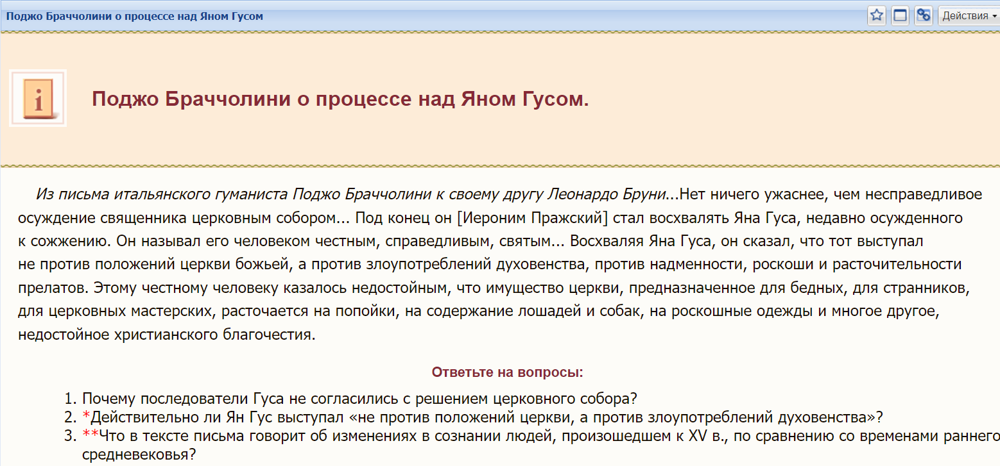 Поджо Браччолини о процессе над Яном Гусом
Действия
Поджо Браччолини о процессе над Яном Гусом.
Из письма итальянского гуманиста Поджо Браччолини к своему другу Леонардо Бруни...Нет ничего ужаснее, чем несправедливое
осуждение священника церковным собором... Под конец он [Иероним Пражский] стал восхвалять Яна Гуса, недавно осужденного
к сожжению. Он называл его человеком честным, справедливым, святым... Восхваляя Яна Гуса, он сказал, что тот выступал
не против положений церкви божьей, а против злоупотреблений духовенства, против надменности, роскоши и расточительности
прелатов. Этому честному человеку казалось недостойным, что имущество церкви, предназначенное для бедных, для странников,
для церковных мастерских, расточается на попойки, на содержание лошадей и собак, на роскошные одежды и многое другое,
недостойное христианского благочестия.
Ответьте на вопросы:
1. Почему последователи Гуса не согласились с решением церковного собора?
2. *Действительно ли Ян Гус выступал «не против положений церкви, а против злоупотреблений духовенства»?
3. **Что в тексте письма говорит об изменениях в сознании людей, произошедшем к XV в., по сравнению со временами раннего
средневековья?